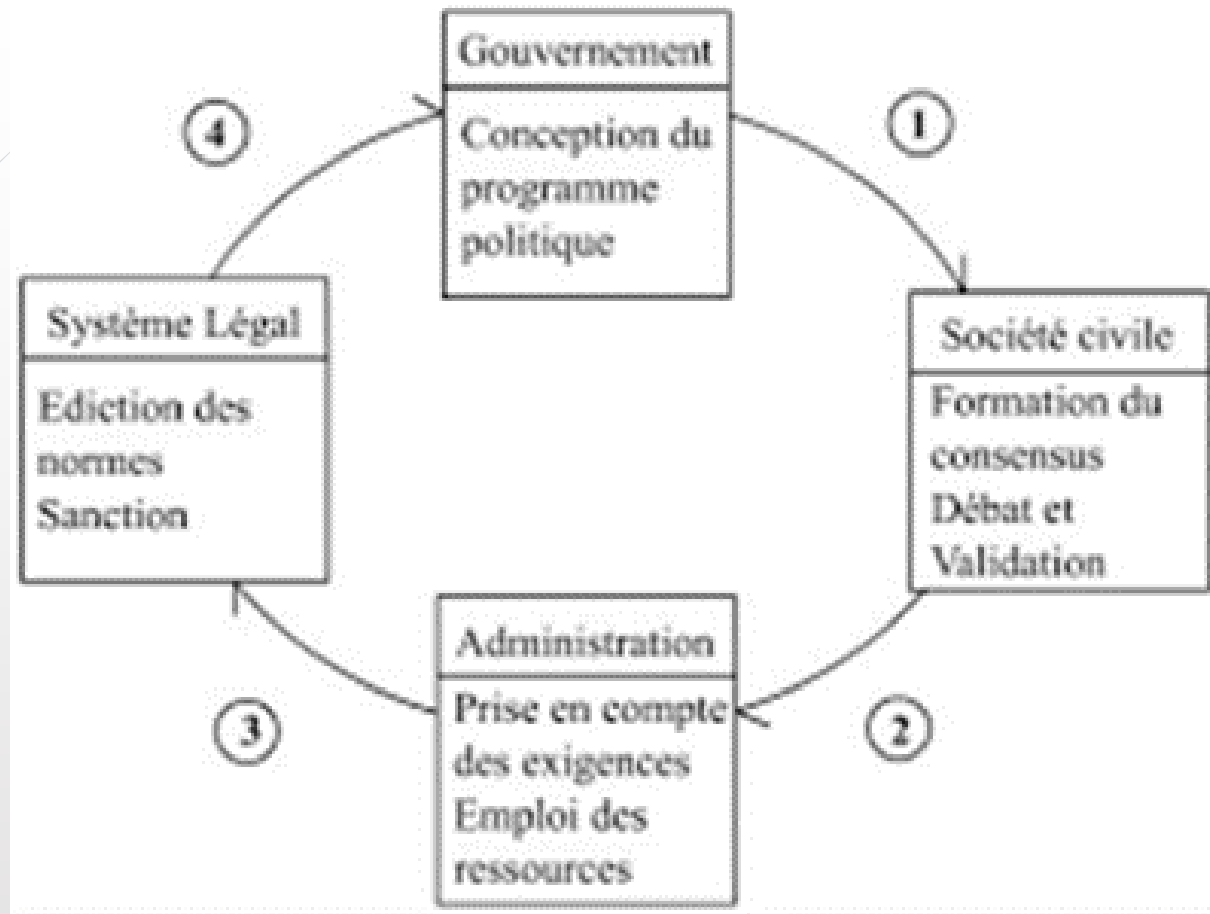 Gouvernement
Conception du
programme
politique
4
1
Système Légal
Ediction des
normes
Sanction
Société civile
Formation du
consensus
Débat et
Validation
Administration
Prise en compte
des exigences
Emploi des
ressources
3
2